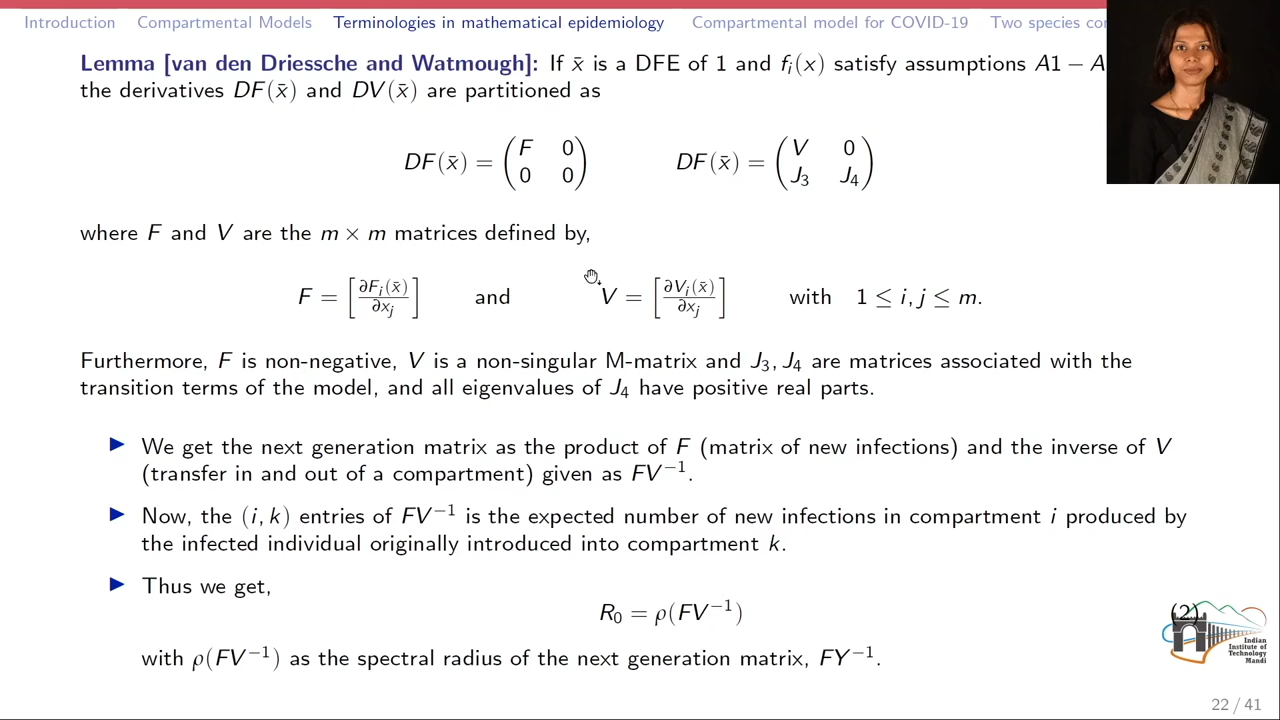 Introduction Compartmental Models Terminologies in mathematical epidemiology Compartmental model for COVID-19 Two species
Lemma [van den Driessche and Watmough]: If x̄ is a DFE of 1 and fᵢ(x) satisfy assumptions A1 − A
the derivatives DF(x̄) and DV(x̄) are partitioned as
DF(x̄) = (F 0; 0 0) DF(x̄) = (V 0; J₃ J₄)
where F and V are the m × m matrices defined by,
F = [∂Fᵢ(x̄)/∂xⱼ] and V = [∂Vᵢ(x̄)/∂xⱼ] with 1 ≤ i, j ≤ m.
Furthermore, F is non-negative, V is a non-singular M-matrix and J₃, J₄ are matrices associated with the
transition terms of the model, and all eigenvalues of J₄ have positive real parts.
▶ We get the next generation matrix as the product of F (matrix of new infections) and the inverse of V
(transfer in and out of a compartment) given as FV⁻¹.
▶ Now, the (i, k) entries of FV⁻¹ is the expected number of new infections in compartment i produced by
the infected individual originally introduced into compartment k.
▶ Thus we get,
R₀ = ρ(FV⁻¹) (2)
with ρ(FV⁻¹) as the spectral radius of the next generation matrix, FY⁻¹.
Indian
Institute of
Technology
Mandi
22 / 41